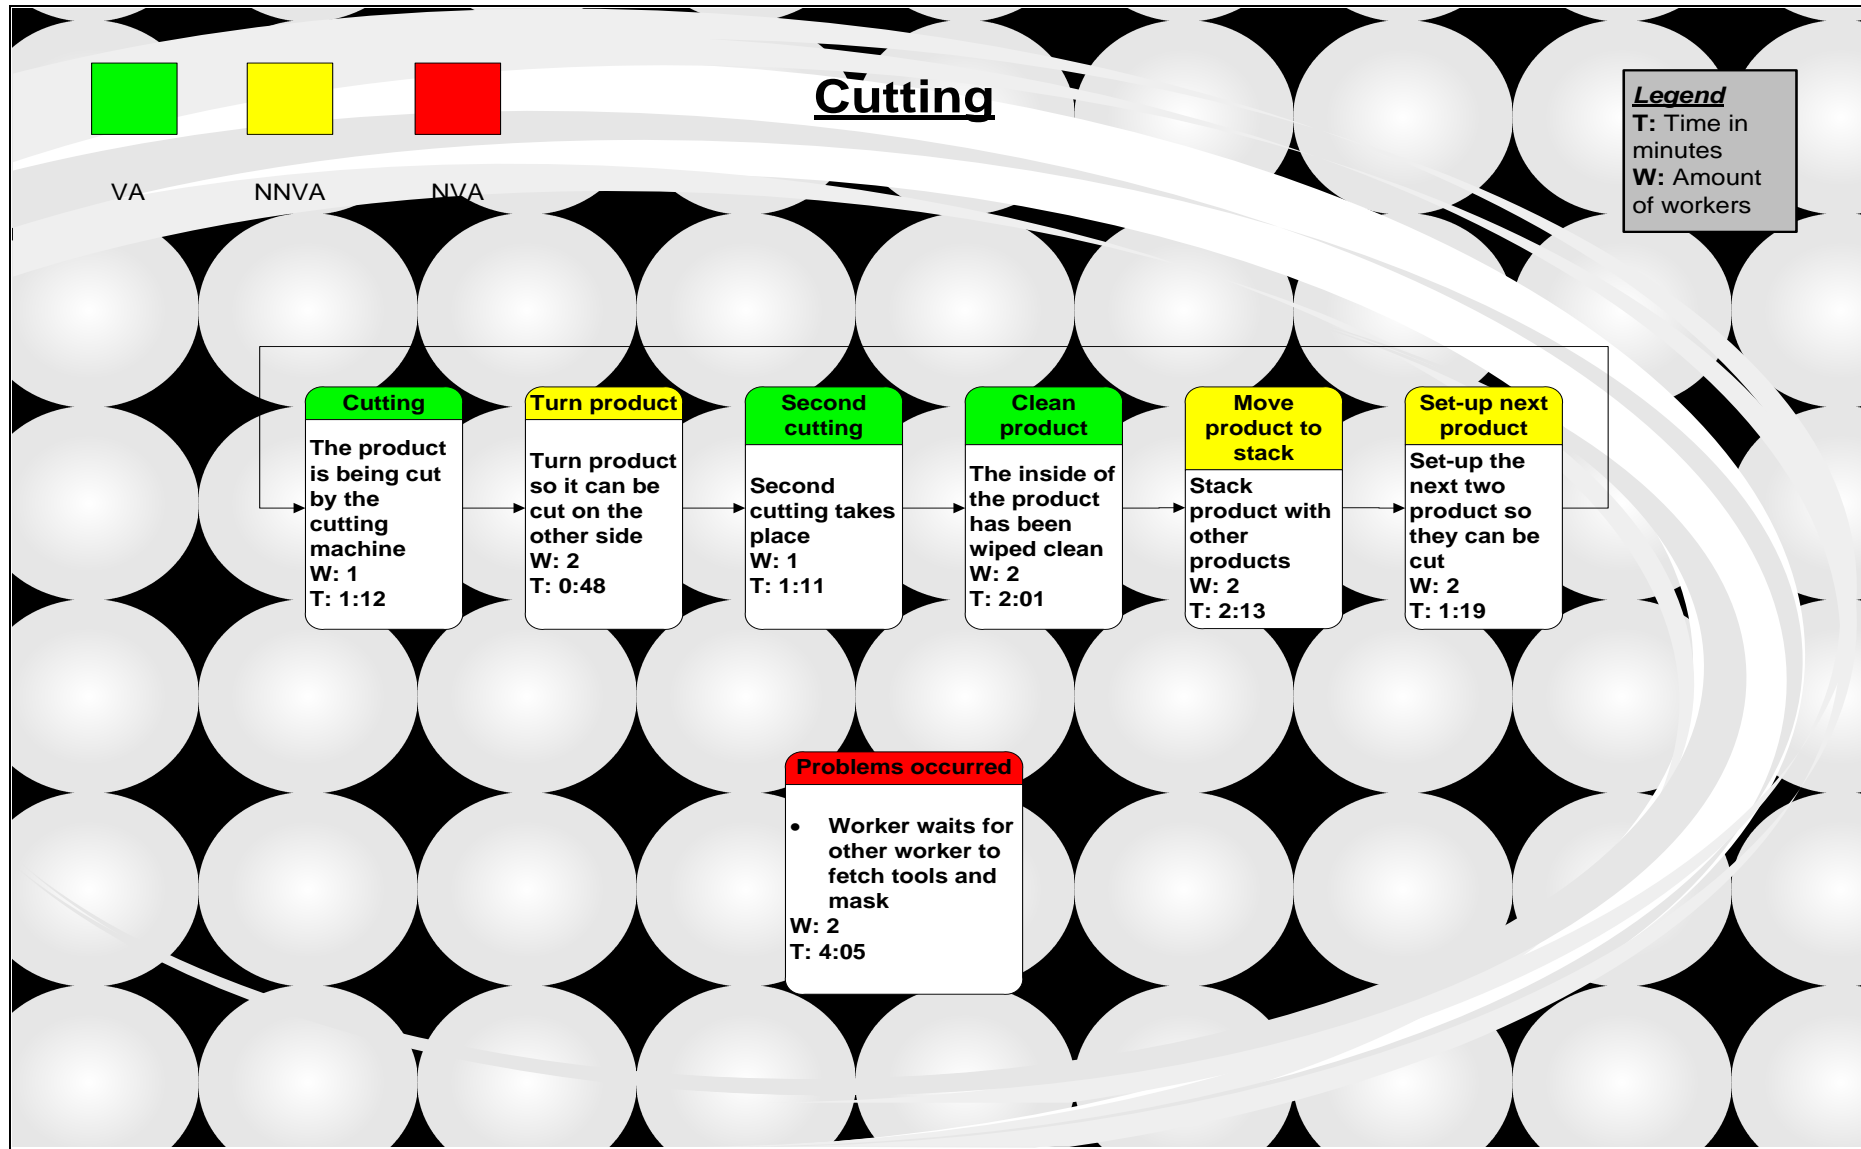 Cutting
Legend
T: Time in
minutes
W: Amount
of workers
VA
NNVA
NVA
Cutting
The product
is being cut
by the
cutting
machine
W: 1
T: 1:12
Turn product
Turn product
so it can be
cut on the
other side
W: 2
T: 0:48
Second
cutting
Second
cutting takes
place
W: 1
T: 1:11
Clean
product
The inside of
the product
has been
wiped clean
W: 2
T: 2:01
Move
product to
stack
Stack
product with
other
products
W: 2
T: 2:13
Set-up next
product
Set-up the
next two
product so
they can be
cut
W: 2
T: 1:19
Problems occurred
• Worker waits for
other worker to
fetch tools and
mask
W: 2
T: 4:05